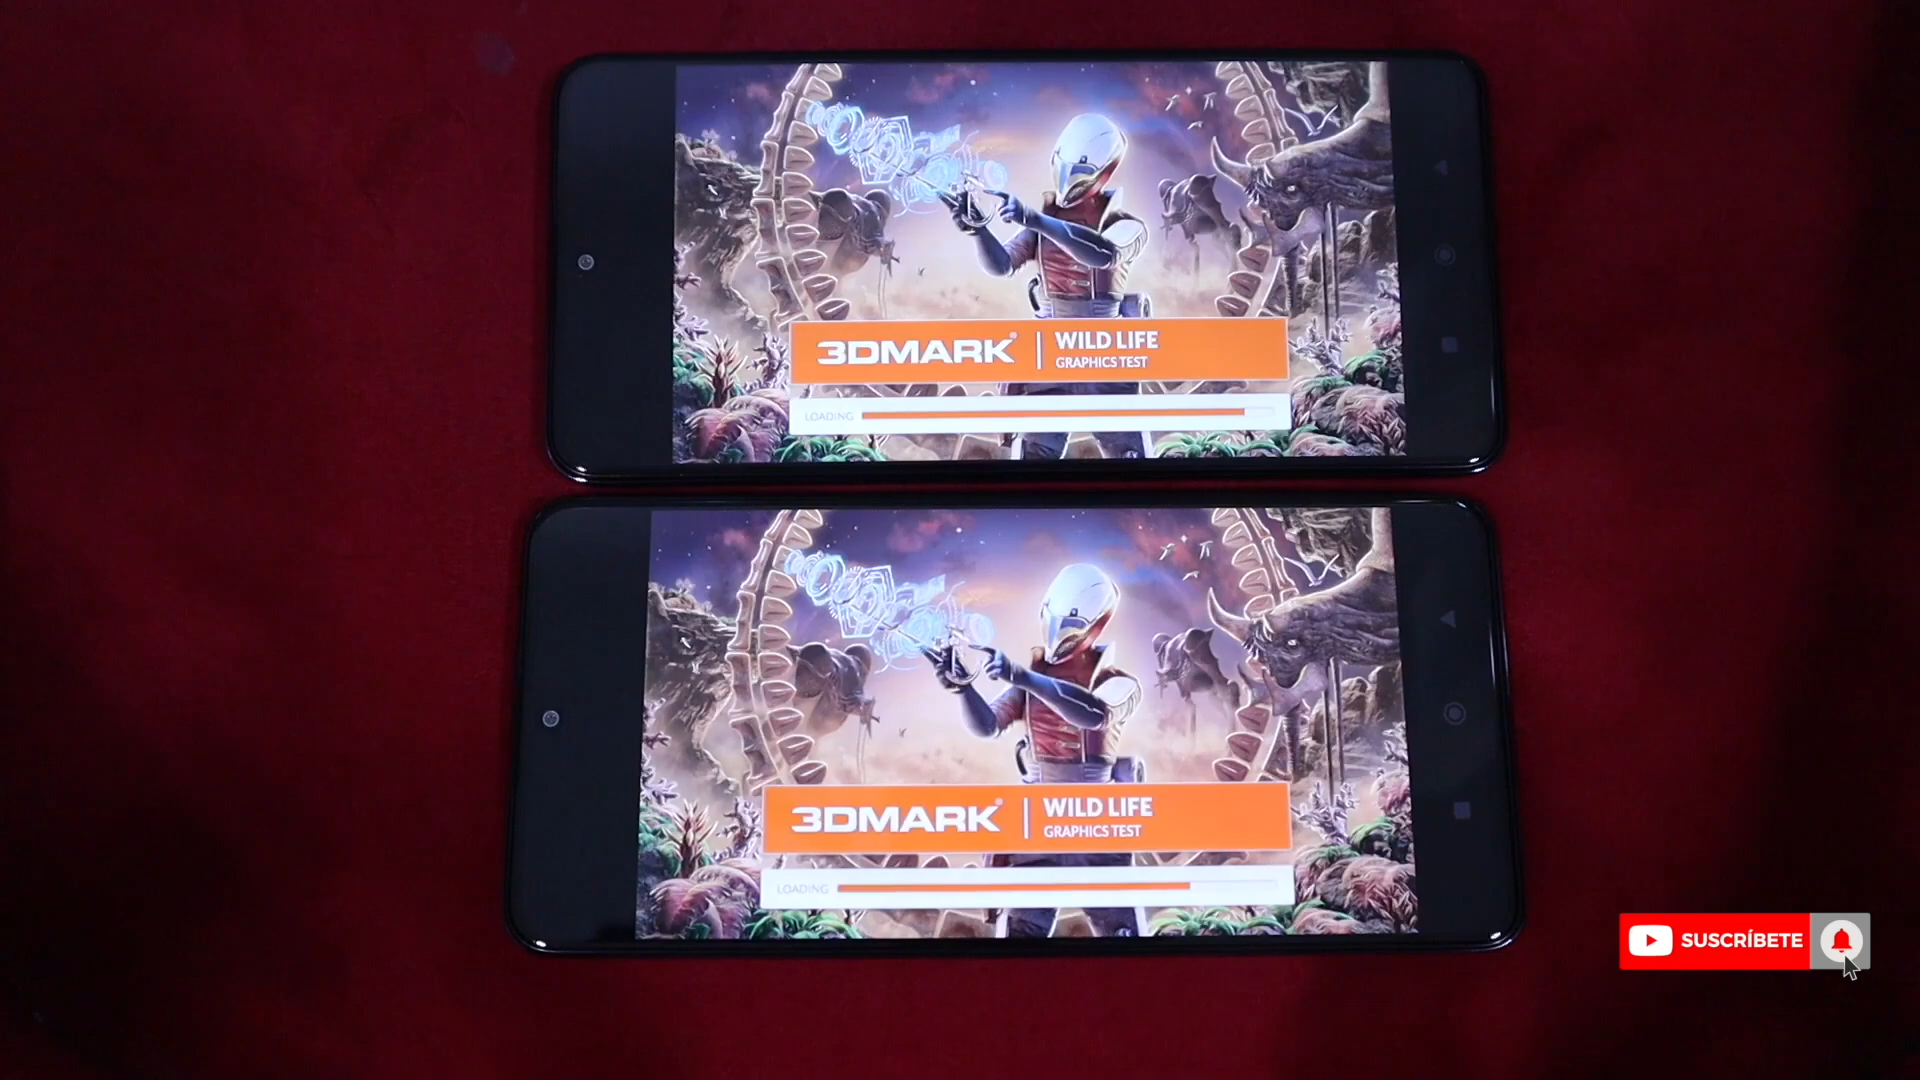 3DMARK®
WILD LIFE
GRAPHICS TEST
LOADING
3DMARK®
WILD LIFE
GRAPHICS TEST
LOADING
SUSCRÍBETE